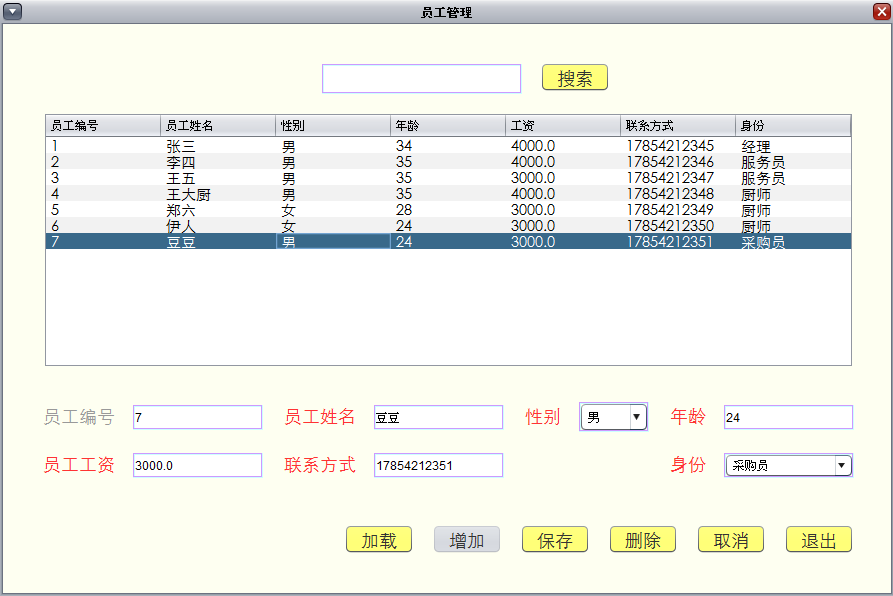 员工管理
搜索
员工编号 员工姓名 性别 年龄 工资 联系方式 身份
1 张三 男 34 4000.0 17854212345 经理
2 李四 男 35 4000.0 17854212346 服务员
3 王五 男 35 3000.0 17854212347 服务员
4 王大厨 男 35 4000.0 17854212348 厨师
5 郑六 女 28 3000.0 17854212349 厨师
6 伊人 女 24 3000.0 17854212350 厨师
7 豆豆 男 24 3000.0 17854212351 采购员
员工编号 7 员工姓名 豆豆 性别 男 年龄 24
员工工资 3000.0 联系方式 17854212351 身份 采购员
加载 增加 保存 删除 取消 退出